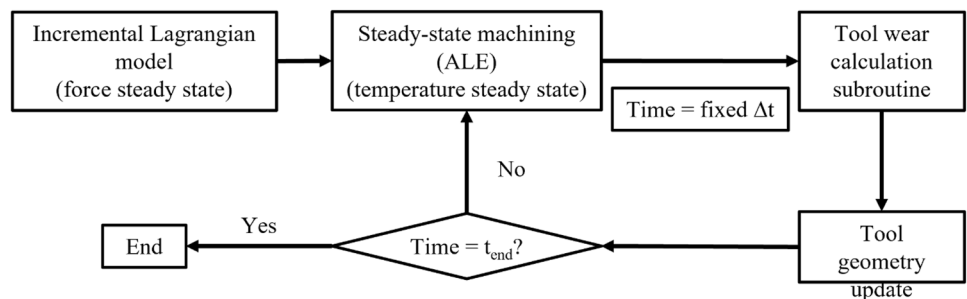 Incremental Lagrangian
model
(force steady state)
Steady-state machining
(ALE)
(temperature steady state)
Tool wear
calculation
subroutine
Time = fixed Δt
No
Yes
End
Time = tend?
Tool
geometry
update